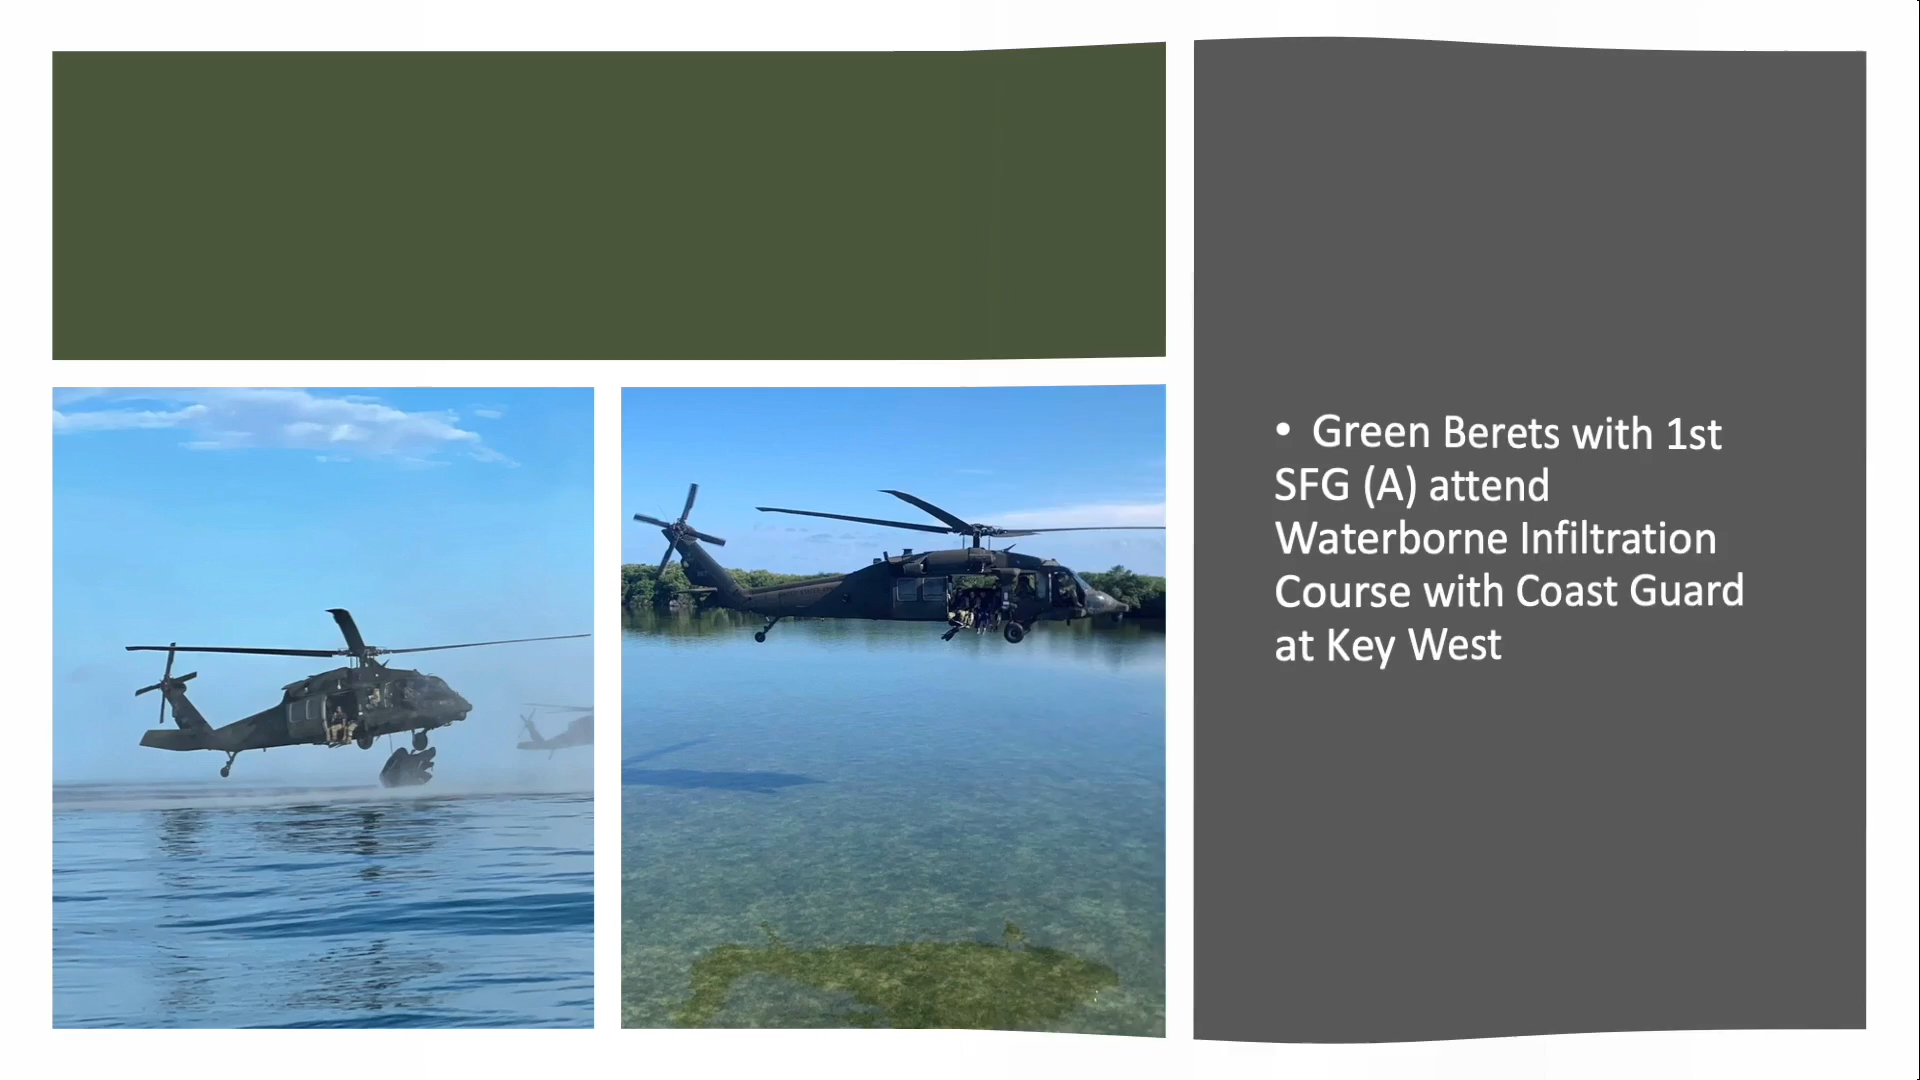 • Green Berets with 1st
SFG (A) attend
Waterborne Infiltration
Course with Coast Guard
at Key West